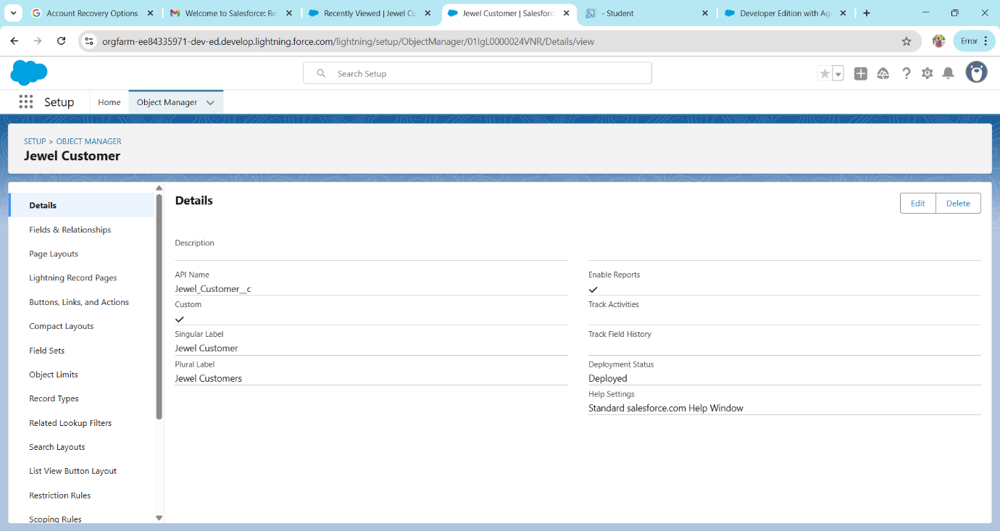 Account Recovery Options
Welcome to Salesforce: Re
Recently Viewed | Jewel Cu
Jewel Customer | Salesforc
- Student
Developer Edition with Ag
orgfarm-ee84335971-dev-ed.develop.lightning.force.com/lightning/setup/ObjectManager/01IgL0000024VNR/Details/view
Error
Search Setup
Setup
Home
Object Manager
SETUP > OBJECT MANAGER
Jewel Customer
Details
Fields & Relationships
Page Layouts
Lightning Record Pages
Buttons, Links, and Actions
Compact Layouts
Field Sets
Object Limits
Record Types
Related Lookup Filters
Search Layouts
List View Button Layout
Restriction Rules
Scoping Rules
Details
Edit
Delete
Description
API Name
Jewel_Customer__c
Custom
Singular Label
Jewel Customer
Plural Label
Jewel Customers
Enable Reports
Track Activities
Track Field History
Deployment Status
Deployed
Help Settings
Standard salesforce.com Help Window